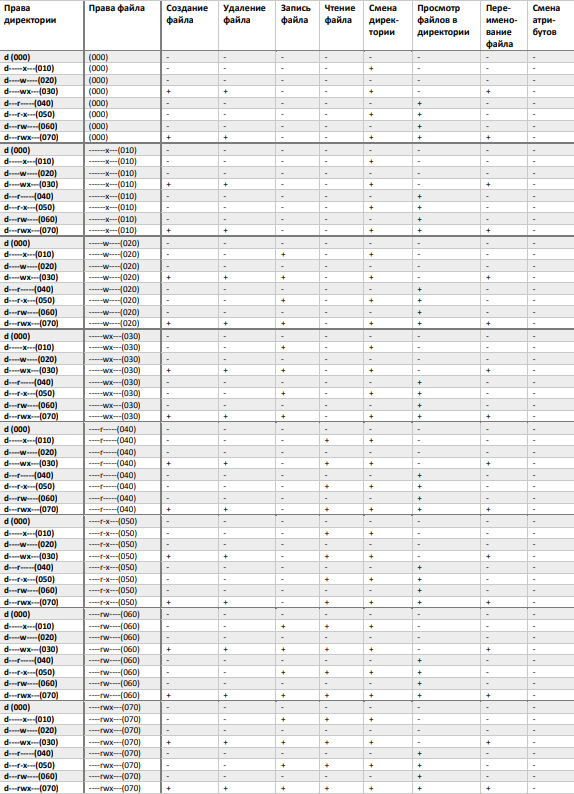 Права директории Права файла Создание файла Удаление файла Запись файла Чтение файла Смена дирек-тории Просмотр файлов в директории Пере-имено-вание файла Смена атри-бутов
d (000) (000) - - - - - - - -
d-----x---(010) (000) - - - - + - - -
d----w----(020) (000) - - - - - - - -
d----wx---(030) (000) + + - - + - + -
d---r-----(040) (000) - - - - - + - -
d---r-x---(050) (000) - - - - + + - -
d---rw----(060) (000) - - - - - + - -
d---rwx---(070) (000) + + - - + + + -
d (000) ------x---(010) - - - - - - - -
d-----x---(010) ------x---(010) - - - - + - - -
d----w----(020) ------x---(010) - - - - - - - -
d----wx---(030) ------x---(010) + + - - + - + -
d---r-----(040) ------x---(010) - - - - - + - -
d---r-x---(050) ------x---(010) - - - - + + - -
d---rw----(060) ------x---(010) - - - - - + - -
d---rwx---(070) ------x---(010) + + - - + + + -
d (000) -----w----(020) - - - - - - - -
d-----x---(010) -----w----(020) - - + - + - - -
d----w----(020) -----w----(020) - - - - - - - -
d----wx---(030) -----w----(020) + + + - + - + -
d---r-----(040) -----w----(020) - - - - - + - -
d---r-x---(050) -----w----(020) - - + - + + - -
d---rw----(060) -----w----(020) - - - - - + - -
d---rwx---(070) -----w----(020) + + + - + + + -
d (000) -----wx---(030) - - - - - - - -
d-----x---(010) -----wx---(030) - - + - + - - -
d----w----(020) -----wx---(030) - - - - - - - -
d----wx---(030) -----wx---(030) + + + - + - + -
d---r-----(040) -----wx---(030) - - - - - + - -
d---r-x---(050) -----wx---(030) - - + - + + - -
d---rw----(060) -----wx---(030) - - - - - + - -
d---rwx---(070) -----wx---(030) + + + - + + + -
d (000) ----r-----(040) - - - - - - - -
d-----x---(010) ----r-----(040) - - - + + - - -
d----w----(020) ----r-----(040) - - - - - - - -
d----wx---(030) ----r-----(040) + + - + + - + -
d---r-----(040) ----r-----(040) - - - - - + - -
d---r-x---(050) ----r-----(040) - - - + + + - -
d---rw----(060) ----r-----(040) - - - - - + - -
d---rwx---(070) ----r-----(040) + + - + + + + -
d (000) ----r-x---(050) - - - - - - - -
d-----x---(010) ----r-x---(050) - - - + + - - -
d----w----(020) ----r-x---(050) - - - - - - - -
d----wx---(030) ----r-x---(050) + + - + + - + -
d---r-----(040) ----r-x---(050) - - - - - + - -
d---r-x---(050) ----r-x---(050) - - - + + + - -
d---rw----(060) ----r-x---(050) - - - - - + - -
d---rwx---(070) ----r-x---(050) + + - + + + + -
d (000) ----rw----(060) - - - - - - - -
d-----x---(010) ----rw----(060) - - + + + - - -
d----w----(020) ----rw----(060) - - - - - - - -
d----wx---(030) ----rw----(060) + + + + + - + -
d---r-----(040) ----rw----(060) - - - - - + - -
d---r-x---(050) ----rw----(060) - - + + + + - -
d---rw----(060) ----rw----(060) - - - - - + - -
d---rwx---(070) ----rw----(060) + + + + + + + -
d (000) ----rwx---(070) - - - - - - - -
d-----x---(010) ----rwx---(070) - - + + + - - -
d----w----(020) ----rwx---(070) - - - - - - - -
d----wx---(030) ----rwx---(070) + + + + + - + -
d---r-----(040) ----rwx---(070) - - - - - + - -
d---r-x---(050) ----rwx---(070) - - + + + + - -
d---rw----(060) ----rwx---(070) - - - - - + - -
d---rwx---(070) ----rwx---(070) + + + + + + + -